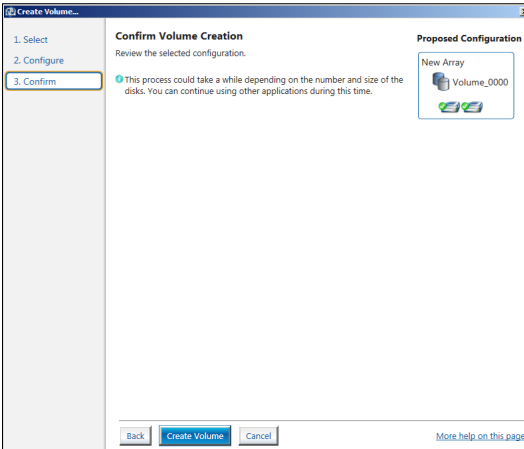 Create Volume...
1. Select
2. Configure
3. Confirm
Confirm Volume Creation
Review the selected configuration.
This process could take a while depending on the number and size of the
disks. You can continue using other applications during this time.
Proposed Configuration
New Array
Volume_0000
Back
Create Volume
Cancel
More help on this page